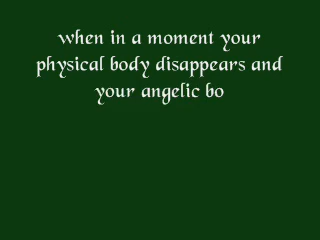 when in a moment your
physical body disappears and
your angelic bo